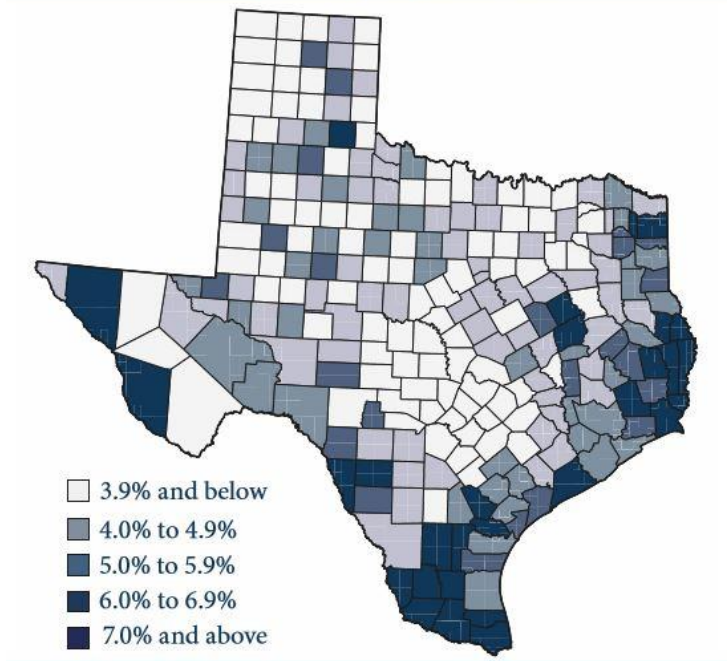 3.9% and below
4.0% to 4.9%
5.0% to 5.9%
6.0% to 6.9%
7.0% and above